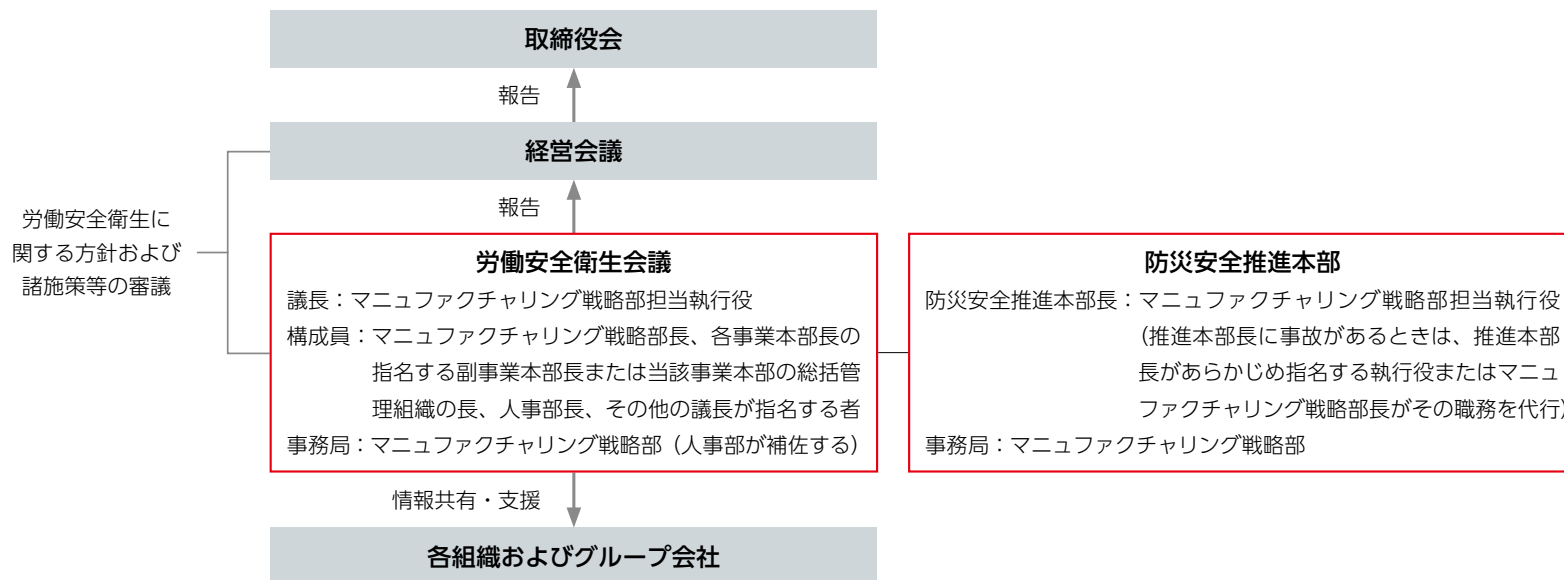 取締役会
報告
経営会議
報告
労働安全衛生に
関する方針および
諸施策等の審議
労働安全衛生会議
議長：マニュファクチャリング戦略部担当執行役
構成員：マニュファクチャリング戦略部長、各事業本部長の
指名する副事業本部長または当該事業本部の総括管
理組織の長、人事部長、その他の議長が指名する者
事務局：マニュファクチャリング戦略部（人事部が補佐する）
防災安全推進本部
防災安全推進本部長：マニュファクチャリング戦略部担当執行役
（推進本部長に事故があるときは、推進本部
長があらかじめ指名する執行役またはマニュ
ファクチャリング戦略部長がその職務を代行）
事務局：マニュファクチャリング戦略部
情報共有・支援
各組織およびグループ会社